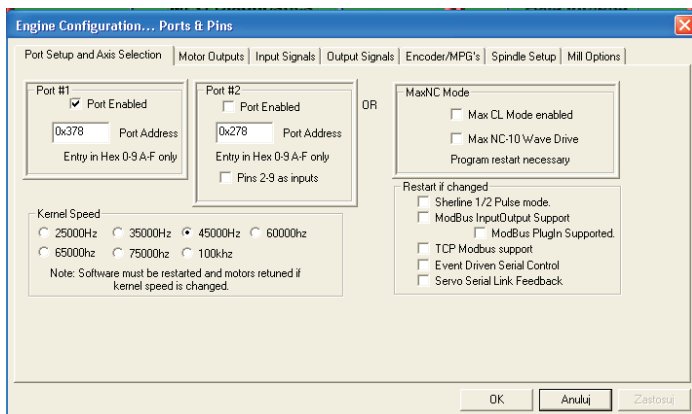 Engine Configuration... Ports & Pins
Port Setup and Axis Selection Motor Outputs Input Signals Output Signals Encoder/MPG's Spindle Setup Mill Options
Port #1
Port Enabled
0x378 Port Address
Entry in Hex 0-9 A-F only
Port #2
Port Enabled
0x278 Port Address
Entry in Hex 0-9 A-F only
Pins 2-9 as inputs
OR
MaxNC Mode
Max CL Mode enabled
Max NC-10 Wave Drive
Program restart necessary
Restart if changed
Sherline 1/2 Pulse mode.
ModBus InputOutput Support
ModBus PlugIn Supported.
TCP Modbus support
Event Driven Serial Control
Servo Serial Link Feedback
Kernel Speed
25000Hz 35000Hz 45000Hz 60000hz
65000hz 75000hz 100khz
Note: Software must be restarted and motors retuned if
kernel speed is changed.
OK Anuluj Zastosuj